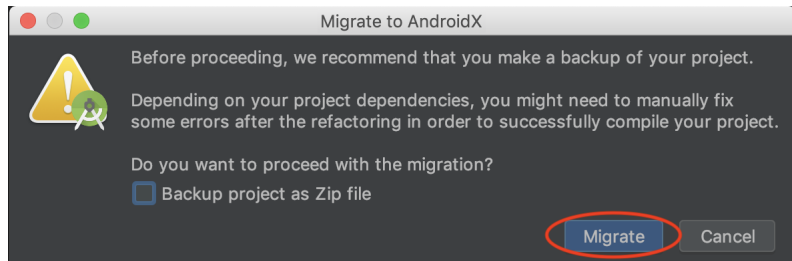 Migrate to AndroidX
Before proceeding, we recommend that you make a backup of your project.
Depending on your project dependencies, you might need to manually fix
some errors after the refactoring in order to successfully compile your project.
Do you want to proceed with the migration?
Backup project as Zip file
Migrate
Cancel